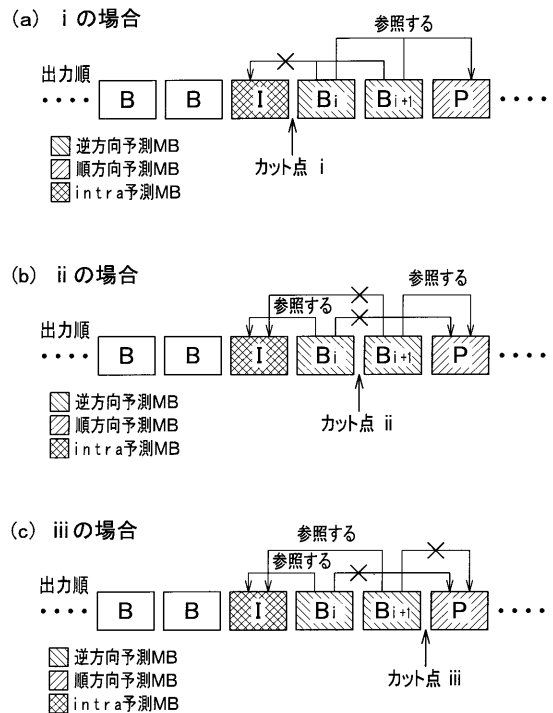 (a) i の場合
参照する
出力順
････ B B I Bi Bi+1 P ････
逆方向予測MB
順方向予測MB
intra予測MB
カット点 i
(b) ii の場合
参照する
参照する
出力順
････ B B I Bi Bi+1 P ････
逆方向予測MB
順方向予測MB
intra予測MB
カット点 ii
(c) iii の場合
参照する
参照する
出力順
････ B B I Bi Bi+1 P ････
逆方向予測MB
順方向予測MB
intra予測MB
カット点 iii